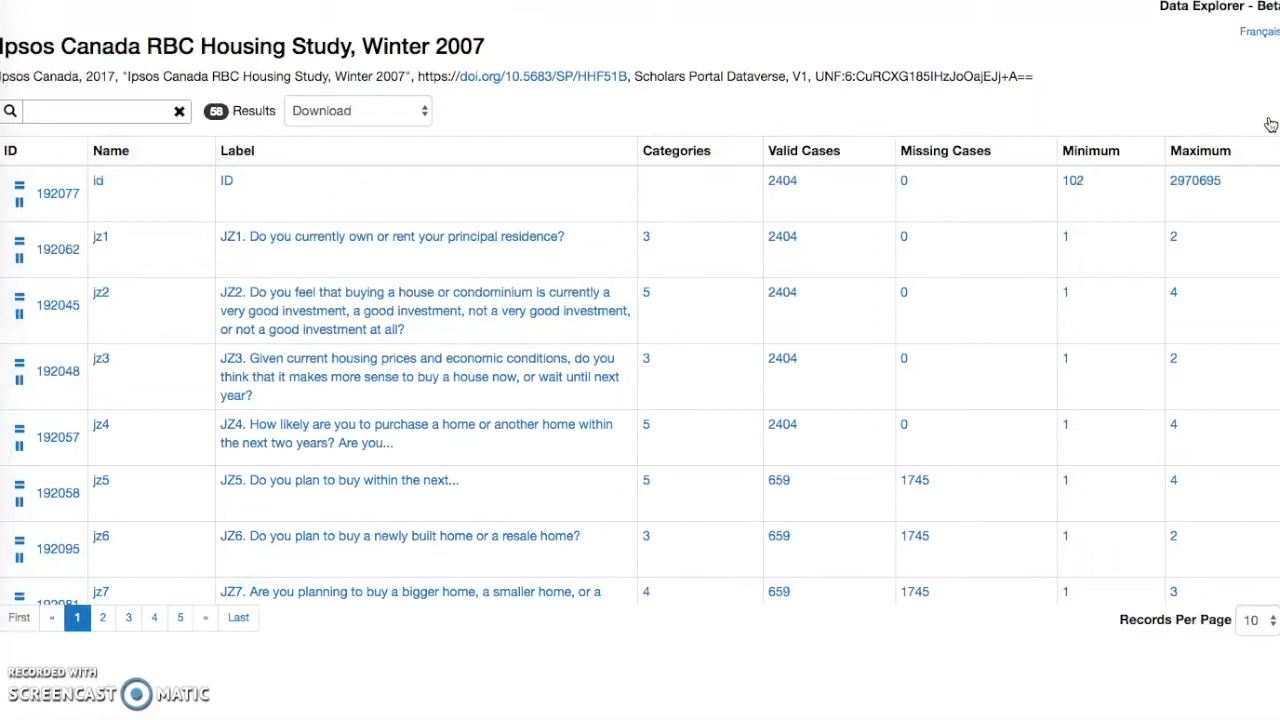 Data Explorer - Beta
Français
Ipsos Canada RBC Housing Study, Winter 2007
Ipsos Canada, 2017, "Ipsos Canada RBC Housing Study, Winter 2007", https://doi.org/10.5683/SP/HHF51B, Scholars Portal Dataverse, V1, UNF:6:CuRCXG185IHzJoOajEJj+A==
58 Results Download
ID Name Label Categories Valid Cases Missing Cases Minimum Maximum
192077 id ID 2404 0 102 2970695
192062 jz1 JZ1. Do you currently own or rent your principal residence? 3 2404 0 1 2
192045 jz2 JZ2. Do you feel that buying a house or condominium is currently a 5 2404 0 1 4
very good investment, a good investment, not a very good investment,
or not a good investment at all?
192048 jz3 JZ3. Given current housing prices and economic conditions, do you 3 2404 0 1 2
think that it makes more sense to buy a house now, or wait until next
year?
192057 jz4 JZ4. How likely are you to purchase a home or another home within 5 2404 0 1 4
the next two years? Are you...
192058 jz5 JZ5. Do you plan to buy within the next... 5 659 1745 1 4
192095 jz6 JZ6. Do you plan to buy a newly built home or a resale home? 3 659 1745 1 2
jz7 JZ7. Are you planning to buy a bigger home, a smaller home, or a 4 659 1745 1 3
First « 1 2 3 4 5 » Last
Records Per Page 10
RECORDED WITH
SCREENCAST MATIC